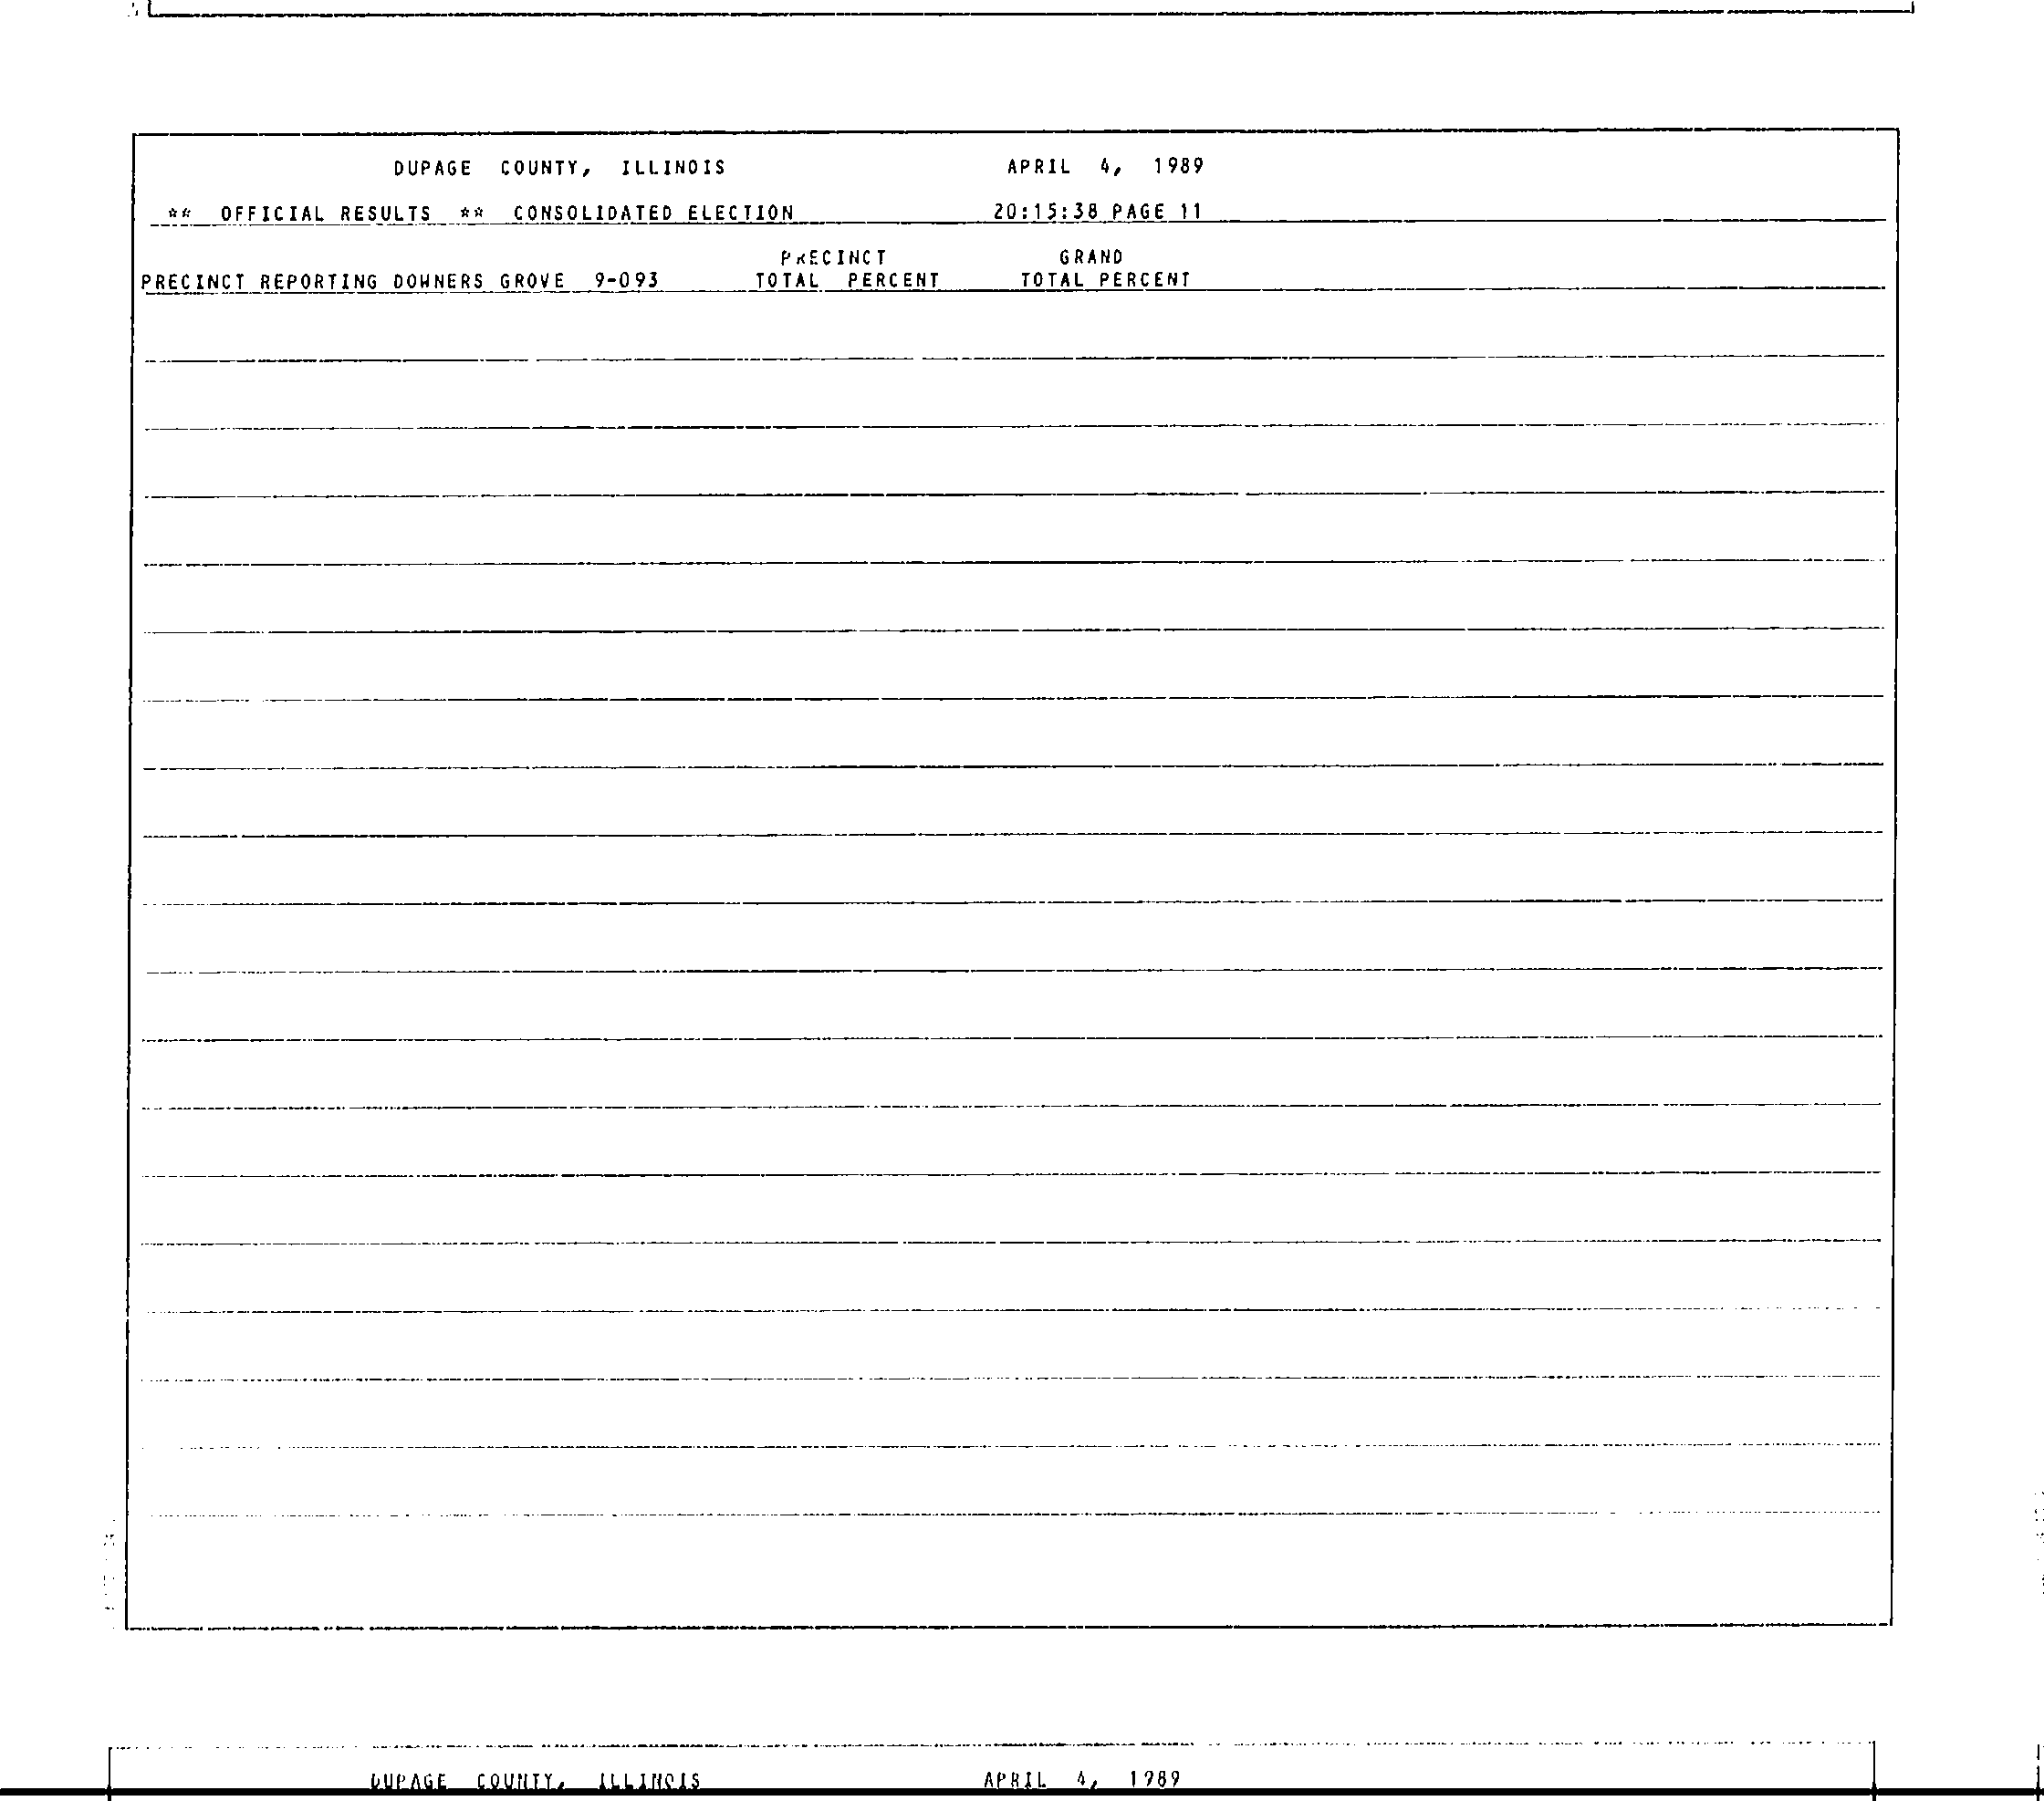 DUPAGE COUNTY, ILLINOIS APRIL 4, 1989
** OFFICIAL RESULTS ** CONSOLIDATED ELECTION 20:15:38 PAGE 11
PRECINCT GRAND
PRECINCT REPORTING DOWNERS GROVE 9-093 TOTAL PERCENT TOTAL PERCENT
DUPAGE COUNTY, ILLINOIS APRIL 4, 1989